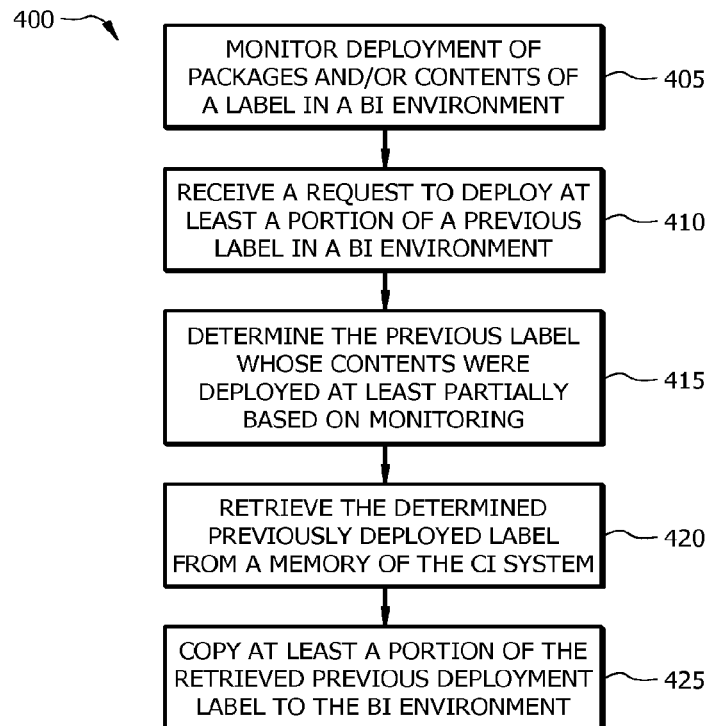 400
MONITOR DEPLOYMENT OF
PACKAGES AND/OR CONTENTS OF
A LABEL IN A BI ENVIRONMENT
405
RECEIVE A REQUEST TO DEPLOY AT
LEAST A PORTION OF A PREVIOUS
LABEL IN A BI ENVIRONMENT
410
DETERMINE THE PREVIOUS LABEL
WHOSE CONTENTS WERE
DEPLOYED AT LEAST PARTIALLY
BASED ON MONITORING
415
RETRIEVE THE DETERMINED
PREVIOUSLY DEPLOYED LABEL
FROM A MEMORY OF THE CI SYSTEM
420
COPY AT LEAST A PORTION OF THE
RETRIEVED PREVIOUS DEPLOYMENT
LABEL TO THE BI ENVIRONMENT
425